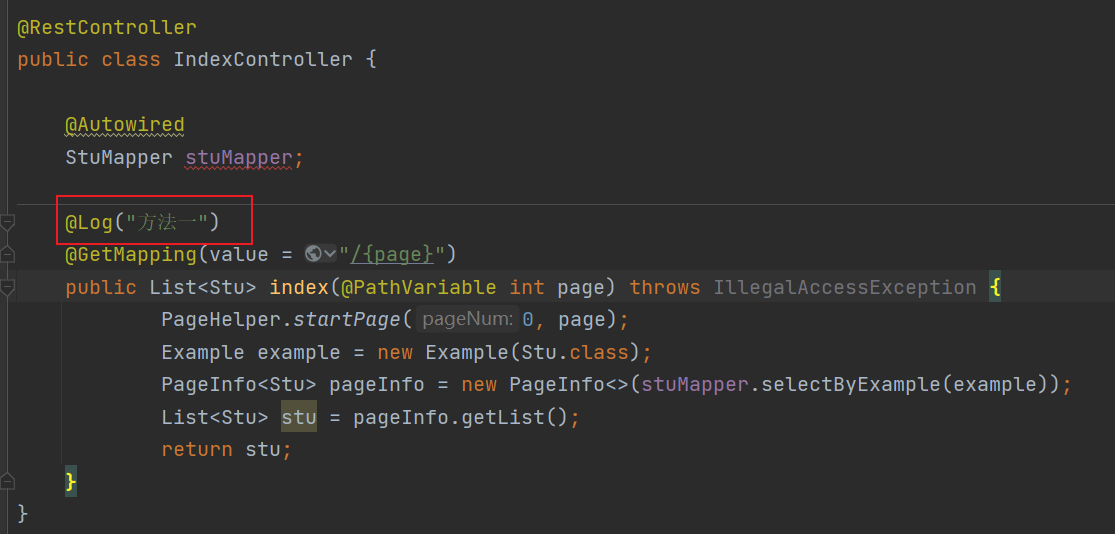 @RestController
public class IndexController {
@Autowired
StuMapper stuMapper;
@Log("方法一")
@GetMapping(value = "/{page}")
public List<Stu> index(@PathVariable int page) throws IllegalAccessException {
PageHelper.startPage( pageNum: 0, page);
Example example = new Example(Stu.class);
PageInfo<Stu> pageInfo = new PageInfo<>(stuMapper.selectByExample(example));
List<Stu> stu = pageInfo.getList();
return stu;
}
}